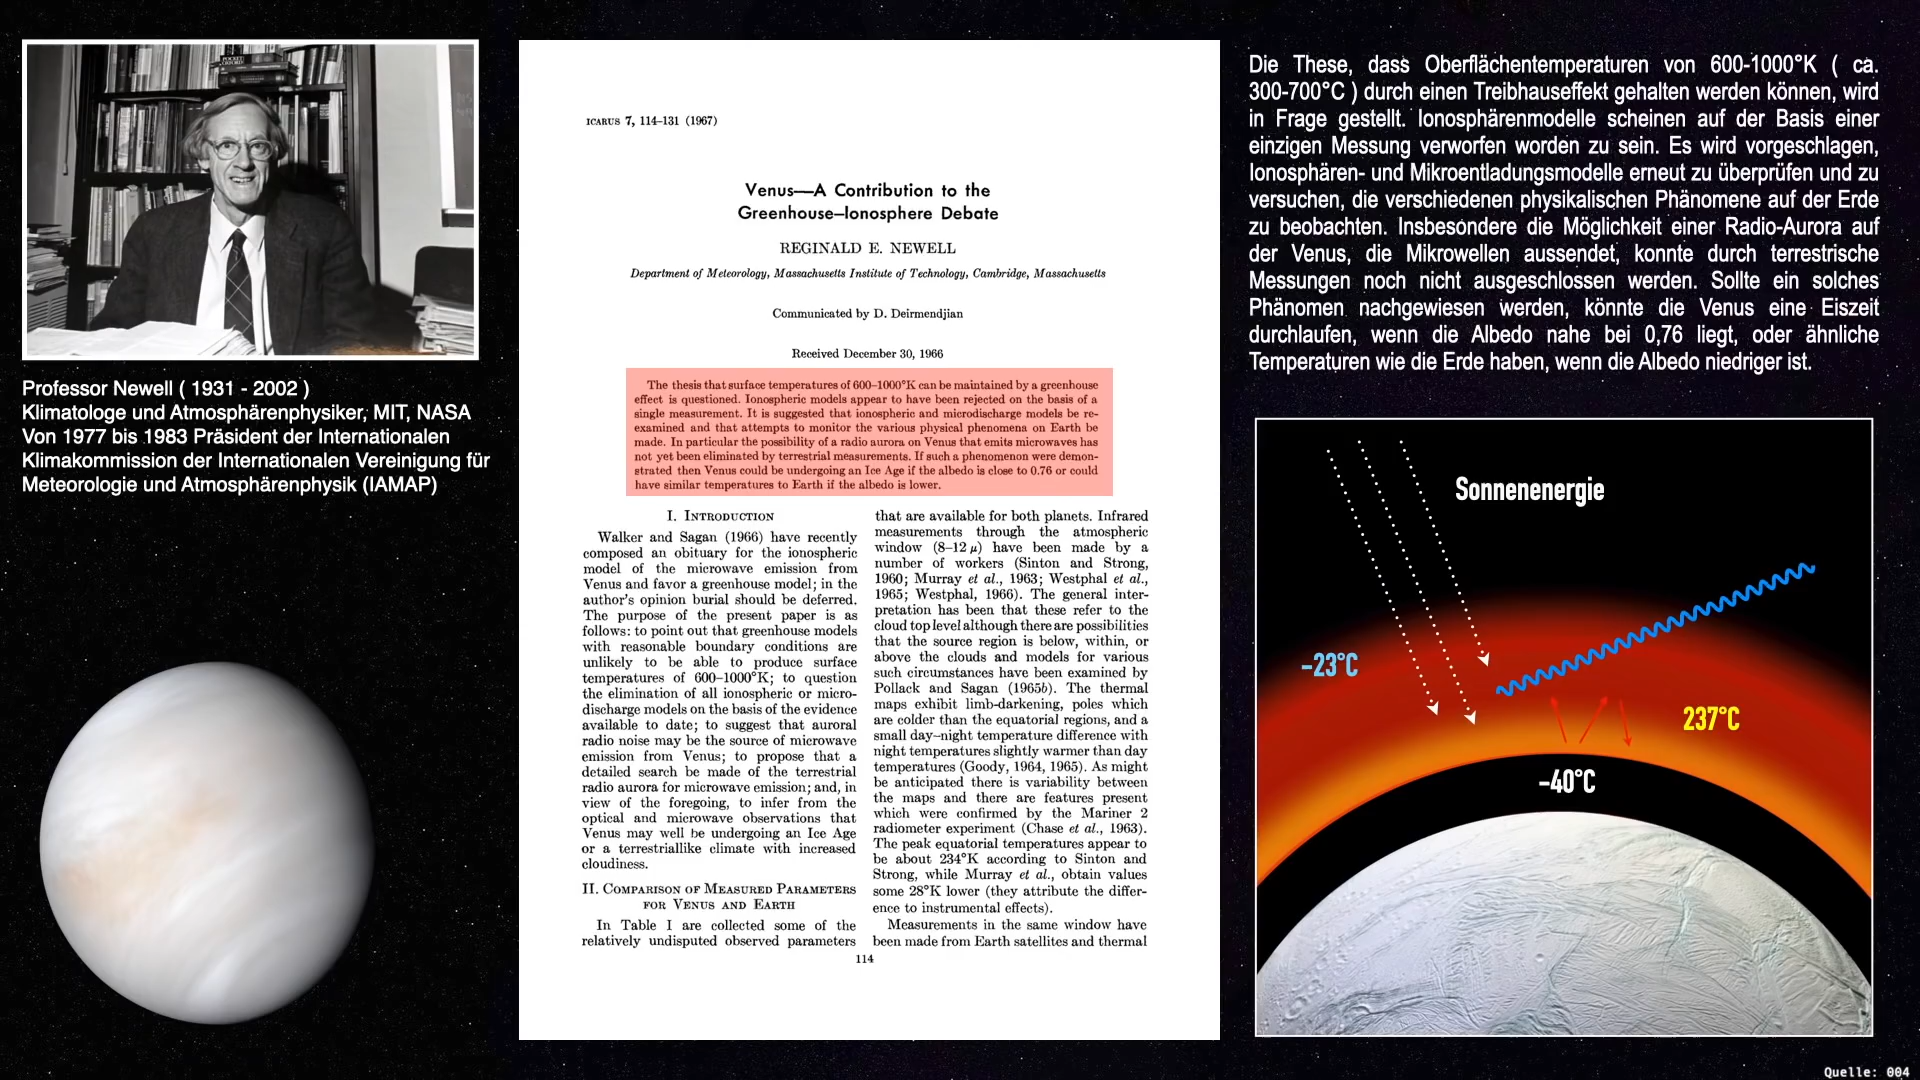 POCKET
OXFORD
Professor Newell ( 1931 - 2002 )
Klimatologe und Atmosphärenphysiker, MIT, NASA
Von 1977 bis 1983 Präsident der Internationalen
Klimakommission der Internationalen Vereinigung für
Meteorologie und Atmosphärenphysik (IAMAP)
ICARUS 7, 114–131 (1967)
Venus—A Contribution to the
Greenhouse–Ionosphere Debate
REGINALD E. NEWELL
Department of Meteorology, Massachusetts Institute of Technology, Cambridge, Massachusetts
Communicated by D. Deirmendjian
Received December 30, 1966
The thesis that surface temperatures of 600–1000°K can be maintained by a greenhouse
effect is questioned. Ionospheric models appear to have been rejected on the basis of a
single measurement. It is suggested that ionospheric and microdischarge models be re-
examined and that attempts to monitor the various physical phenomena on Earth be
made. In particular the possibility of a radio aurora on Venus that emits microwaves has
not yet been eliminated by terrestrial measurements. If such a phenomenon were demon-
strated then Venus could be undergoing an Ice Age if the albedo is close to 0.76 or could
have similar temperatures to Earth if the albedo is lower.
I. INTRODUCTION
Walker and Sagan (1966) have recently
composed an obituary for the ionospheric
model of the microwave emission from
Venus and favor a greenhouse model; in the
author's opinion burial should be deferred.
The purpose of the present paper is as
follows: to point out that greenhouse models
with reasonable boundary conditions are
unlikely to be able to produce surface
temperatures of 600–1000°K; to question
the elimination of all ionospheric or micro-
discharge models on the basis of the evidence
available to date; to suggest that auroral
radio noise may be the source of microwave
emission from Venus; to propose that a
detailed search be made of the terrestrial
radio aurora for microwave emission; and, in
view of the foregoing, to infer from the
optical and microwave observations that
Venus may well be undergoing an Ice Age
or a terrestriallike climate with increased
cloudiness.
II. COMPARISON OF MEASURED PARAMETERS
FOR VENUS AND EARTH
In Table I are collected some of the
relatively undisputed observed parameters
that are available for both planets. Infrared
measurements through the atmospheric
window (8–12 μ) have been made by a
number of workers (Sinton and Strong,
1960; Murray et al., 1963; Westphal et al.,
1965; Westphal, 1966). The general inter-
pretation has been that these refer to the
cloud top level although there are possibilities
that the source region is below, within, or
above the clouds and models for various
such circumstances have been examined by
Pollack and Sagan (1965b). The thermal
maps exhibit limb-darkening, poles which
are colder than the equatorial regions, and a
small day–night temperature difference with
night temperatures slightly warmer than day
temperatures (Goody, 1964, 1965). As might
be anticipated there is variability between
the maps and there are features present
which were confirmed by the Mariner 2
radiometer experiment (Chase et al., 1963).
The peak equatorial temperatures appear to
be about 234°K according to Sinton and
Strong, while Murray et al., obtain values
some 28°K lower (they attribute the differ-
ence to instrumental effects).
Measurements in the same window have
been made from Earth satellites and thermal
114
Die These, dass Oberflächentemperaturen von 600-1000°K ( ca.
300-700°C ) durch einen Treibhauseffekt gehalten werden können, wird
in Frage gestellt. Ionosphärenmodelle scheinen auf der Basis einer
einzigen Messung verworfen worden zu sein. Es wird vorgeschlagen,
Ionosphären- und Mikroentladungsmodelle erneut zu überprüfen und zu
versuchen, die verschiedenen physikalischen Phänomene auf der Erde
zu beobachten. Insbesondere die Möglichkeit einer Radio-Aurora auf
der Venus, die Mikrowellen aussendet, konnte durch terrestrische
Messungen noch nicht ausgeschlossen werden. Sollte ein solches
Phänomen nachgewiesen werden, könnte die Venus eine Eiszeit
durchlaufen, wenn die Albedo nahe bei 0,76 liegt, oder ähnliche
Temperaturen wie die Erde haben, wenn die Albedo niedriger ist.
Sonnenenergie
-23°C
237°C
-40°C
Quelle: 004